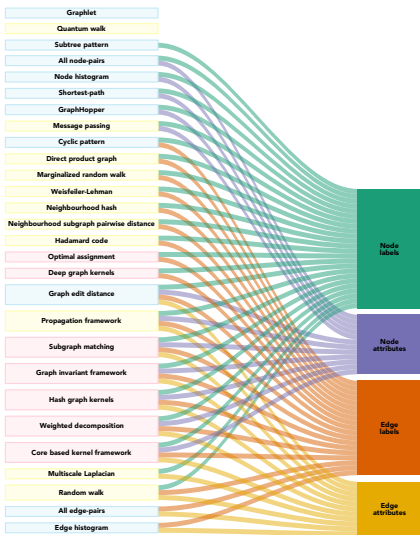 Graphlet
Quantum walk
Subtree pattern
All node-pairs
Node histogram
Shortest-path
GraphHopper
Message passing
Cyclic pattern
Direct product graph
Marginalized random walk
Weisfeiler-Lehman
Neighbourhood hash
Neighbourhood subgraph pairwise distance
Hadamard code
Optimal assignment
Deep graph kernels
Graph edit distance
Propagation framework
Subgraph matching
Graph invariant framework
Hash graph kernels
Weighted decomposition
Core based kernel framework
Multiscale Laplacian
Random walk
All edge-pairs
Edge histogram
Node
labels
Node
attributes
Edge
labels
Edge
attributes